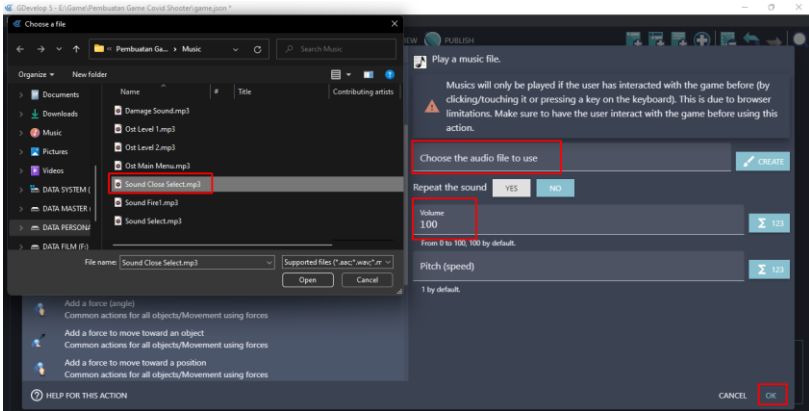 GDevelop 5 - E:\Game\Pembuatan Game Covid Shooter\game.json *
Choose a file
Pembuatan Ga... > Music
Search Music
Organize
New folder
Documents
Downloads
Music
Pictures
Videos
DATA SYSTEM (
DATA MASTER (
DATA PERSONA
DATA FILM (F:)
Name
#
Title
Contributing artists
Damage Sound.mp3
Ost Level 1.mp3
Ost Level 2.mp3
Ost Main Menu.mp3
Sound Close Select.mp3
Sound Fire1.mp3
Sound Select.mp3
File name: Sound Close Select.mp3
Supported files (*.aac;*.wav;*.m
Open
Cancel
PUBLISH
Play a music file.
Musics will only be played if the user has interacted with the game before (by
clicking/touching it or pressing a key on the keyboard). This is due to browser
limitations. Make sure to have the user interact with the game before using this
action.
Choose the audio file to use
CREATE
Repeat the sound
YES
NO
Volume
100
Σ 123
From 0 to 100, 100 by default.
Pitch (speed)
Σ 123
1 by default.
Add a force (angle)
Common actions for all objects/Movement using forces
Add a force to move toward an object
Common actions for all objects/Movement using forces
Add a force to move toward a position
Common actions for all objects/Movement using forces
HELP FOR THIS ACTION
CANCEL
OK